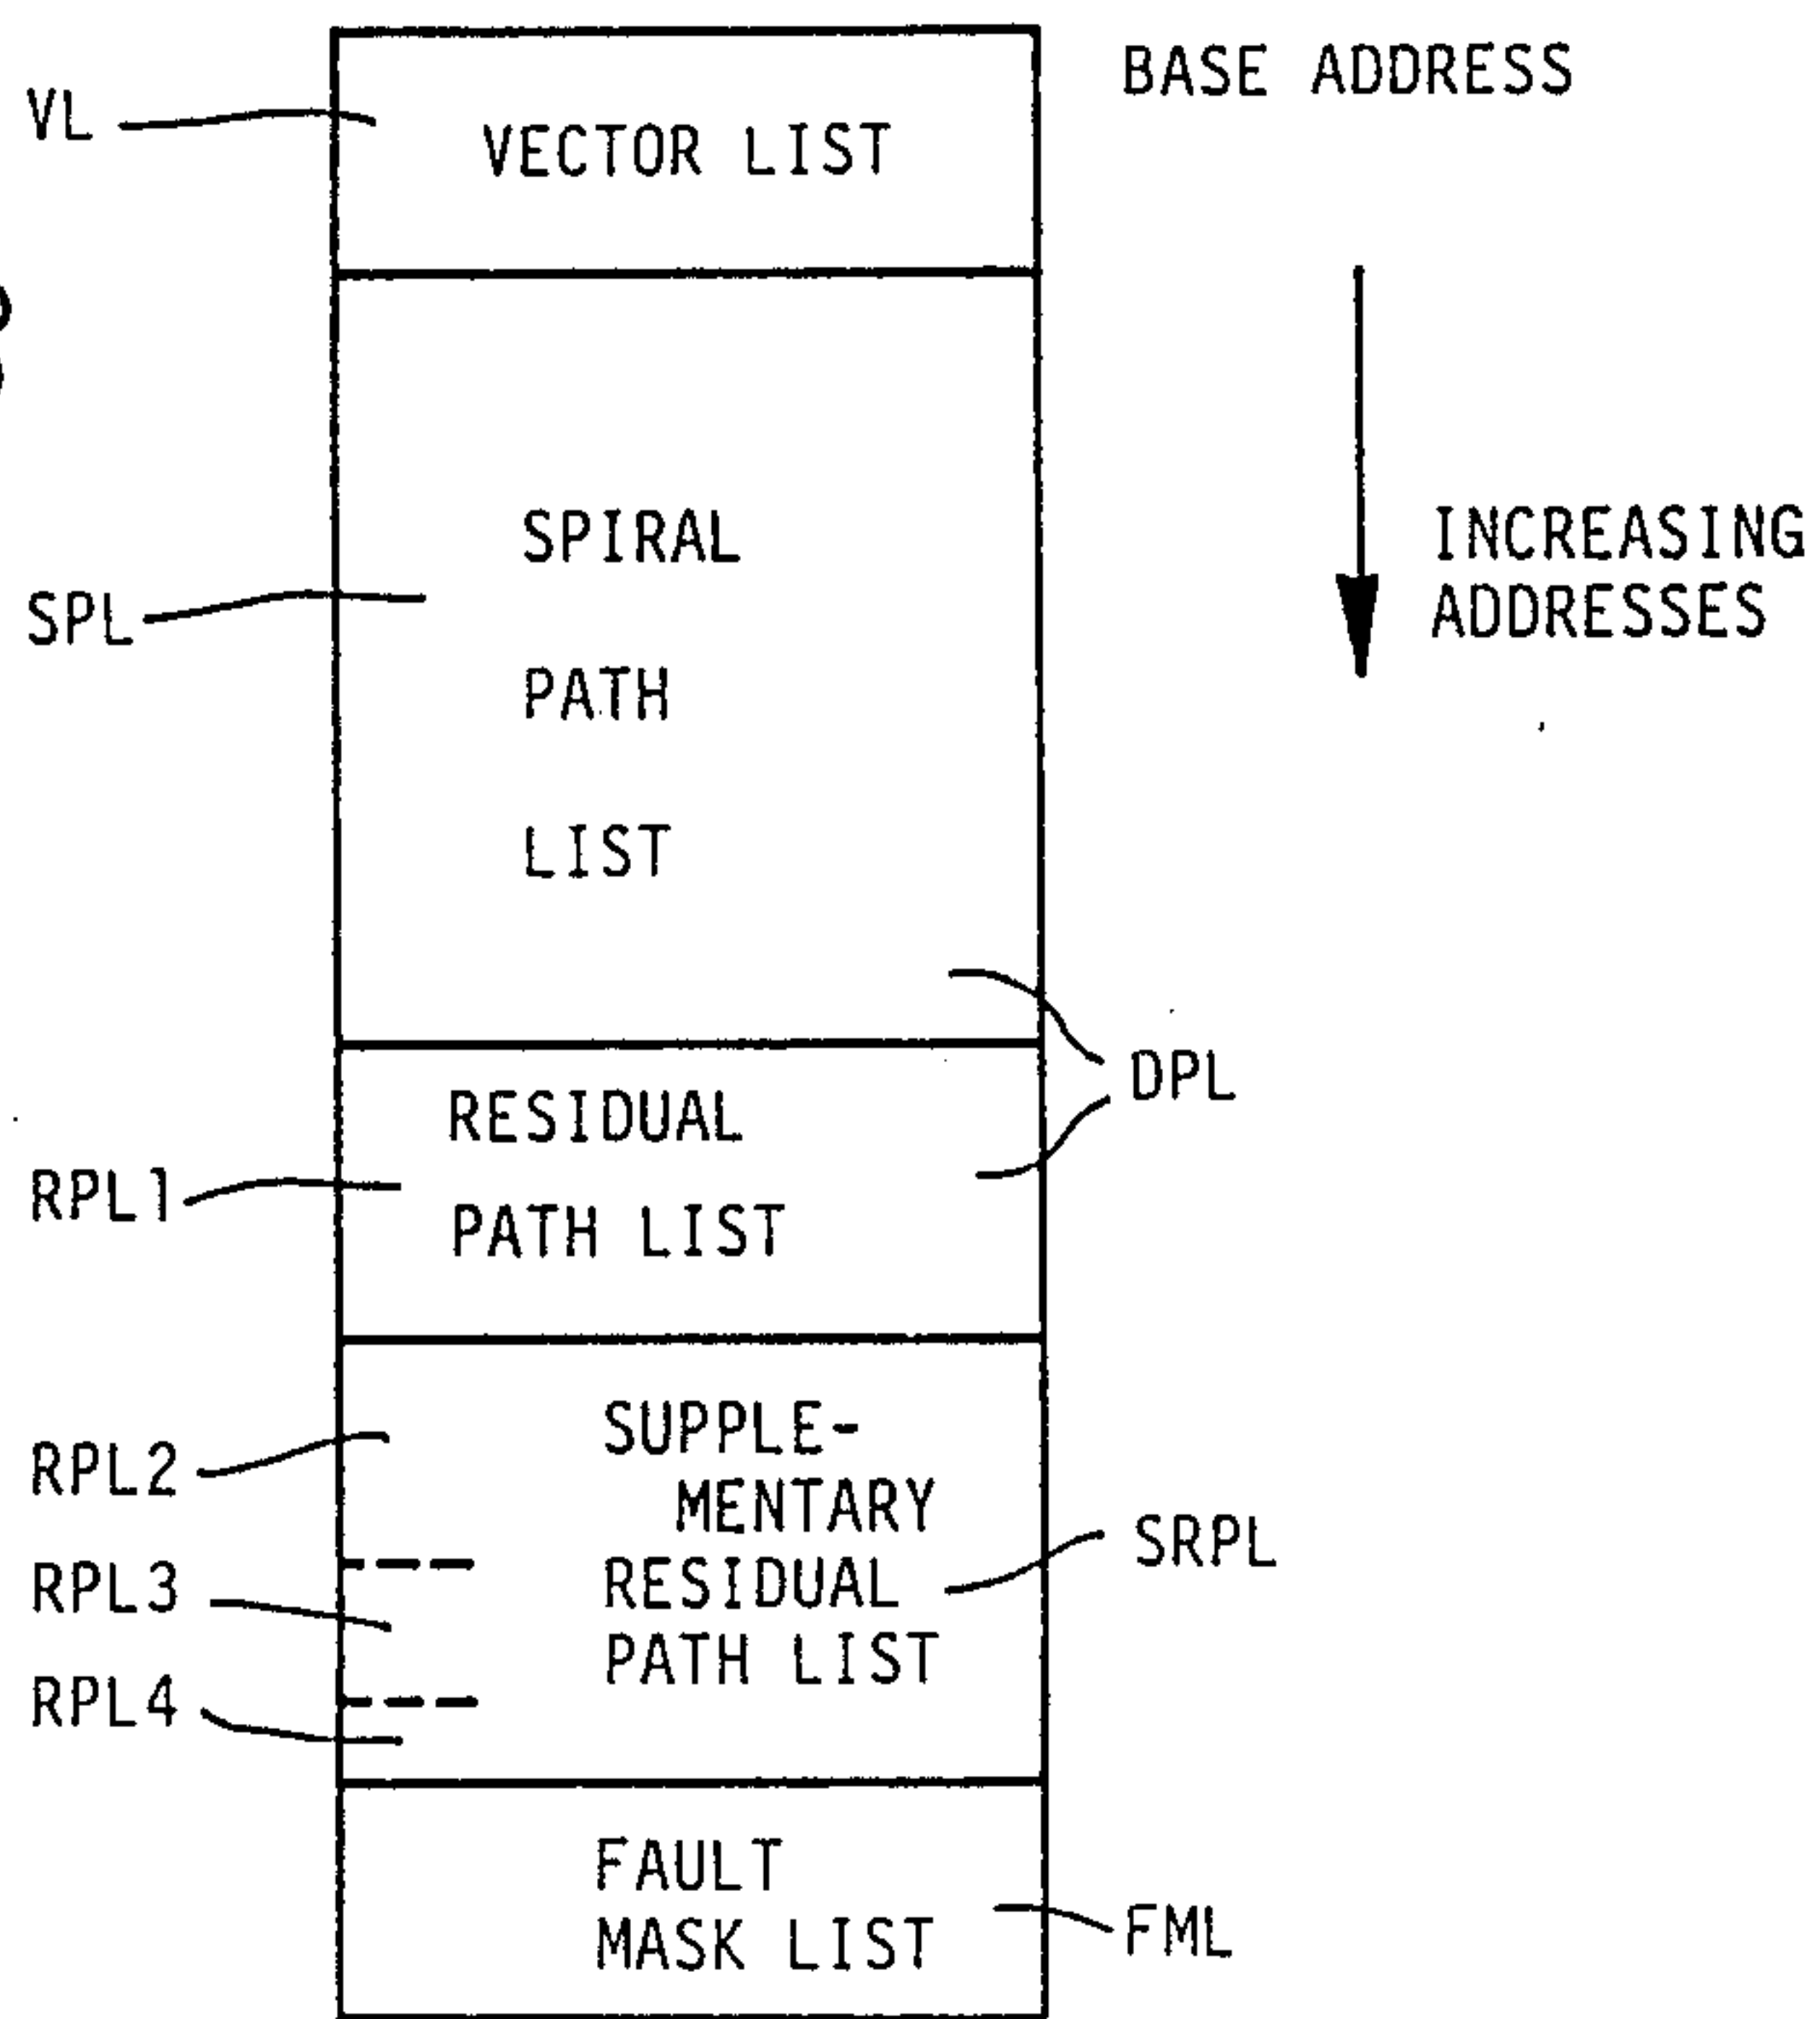 BASE ADDRESS
VL
VECTOR LIST
SPIRAL
INCREASING
ADDRESSES
SPL
PATH
LIST
DPL
RESIDUAL
RPL1
PATH LIST
SUPPLE-
RPL2
MENTARY
SRPL
RPL3
RESIDUAL
PATH LIST
RPL4
FAULT
MASK LIST
FML